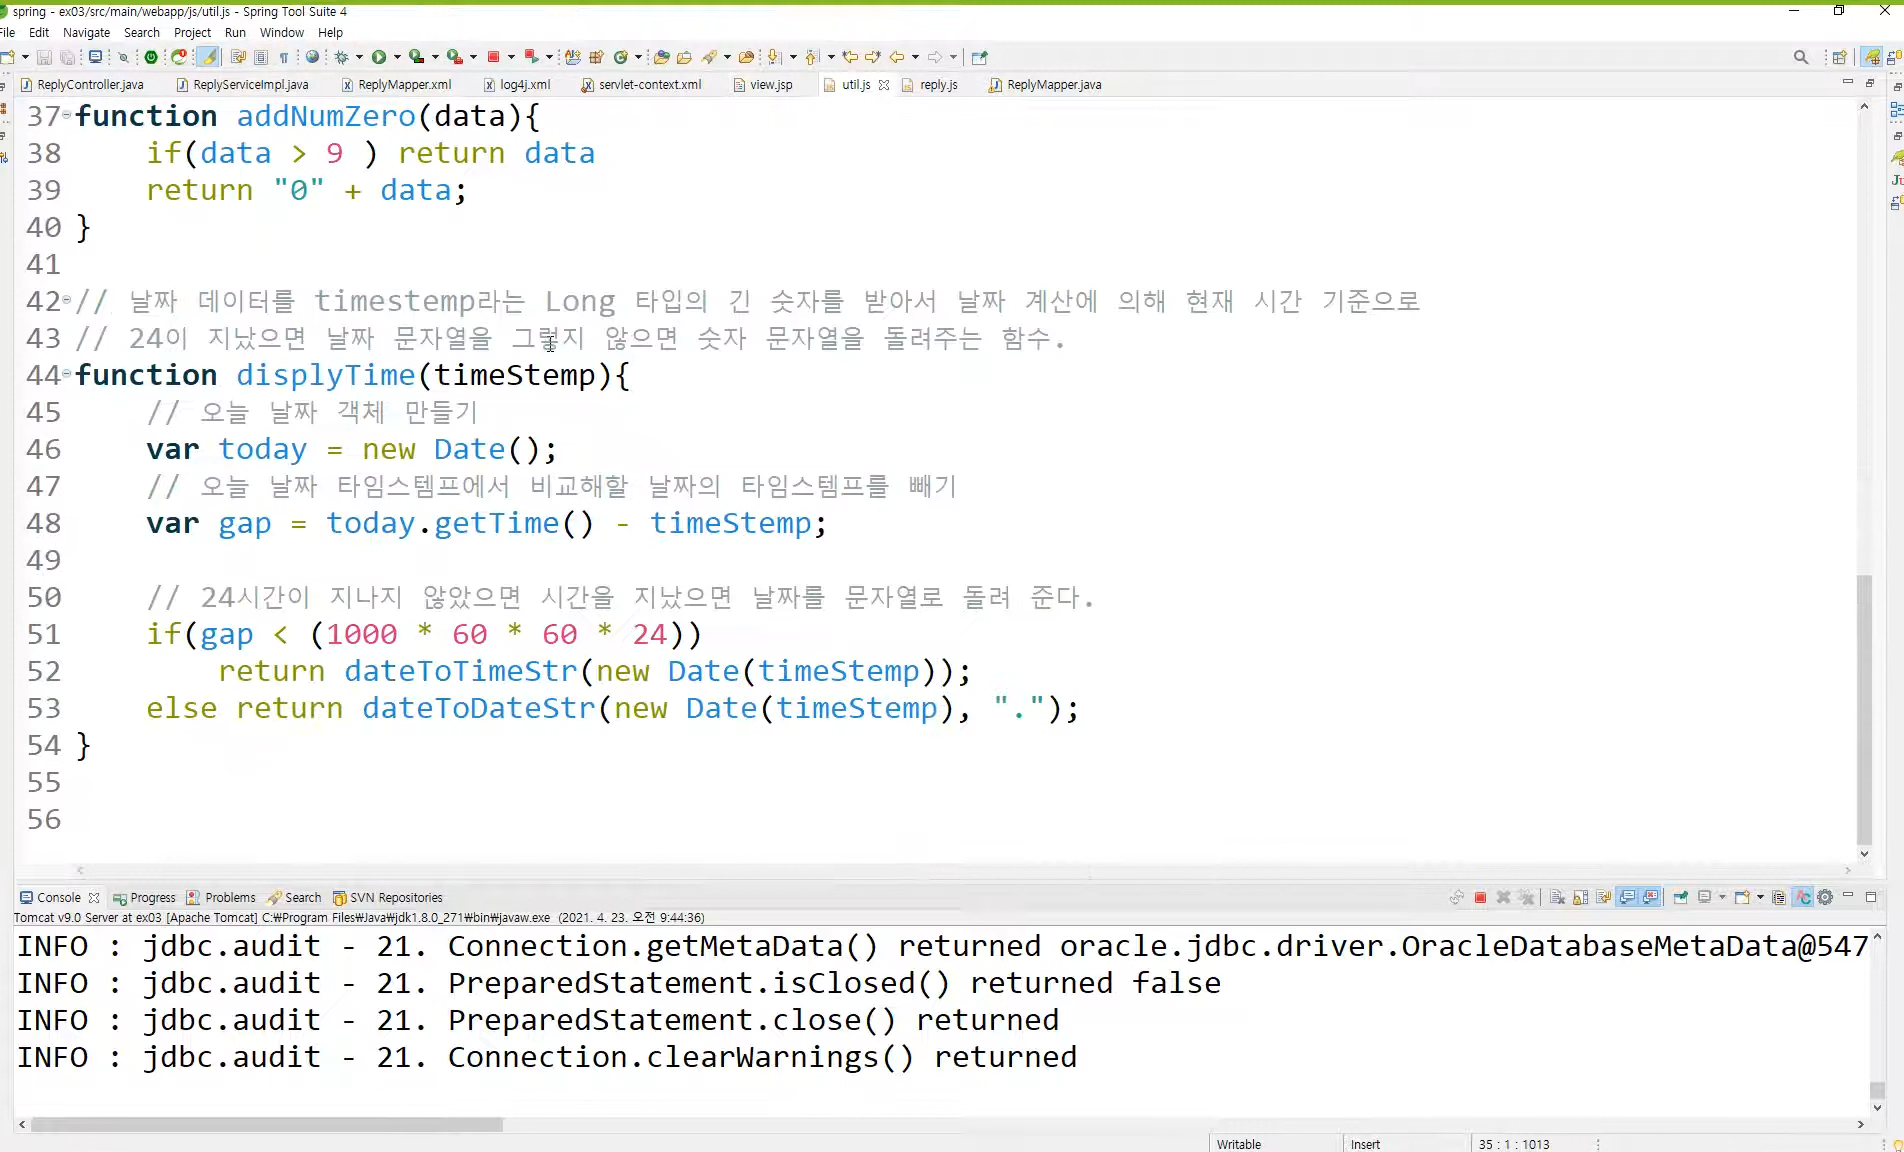 spring - ex03/src/main/webapp/js/util.js - Spring Tool Suite 4
File Edit Navigate Search Project Run Window Help
ReplyController.java ReplyServiceImpl.java ReplyMapper.xml log4j.xml servlet-context.xml view.jsp util.js reply.js ReplyMapper.java
37 function addNumZero(data){
38 if(data > 9 ) return data
39 return "0" + data;
40 }
41
42 // 날짜 데이터를 timestemp라는 Long 타입의 긴 숫자를 받아서 날짜 계산에 의해 현재 시간 기준으로
43 // 24이 지났으면 날짜 문자열을 그렇지 않으면 숫자 문자열을 돌려주는 함수.
44 function displyTime(timeStemp){
45 // 오늘 날짜 객체 만들기
46 var today = new Date();
47 // 오늘 날짜 타임스템프에서 비교해할 날짜의 타임스템프를 빼기
48 var gap = today.getTime() - timeStemp;
49
50 // 24시간이 지나지 않았으면 시간을 지났으면 날짜를 문자열로 돌려 준다.
51 if(gap < (1000 * 60 * 60 * 24))
52 return dateToTimeStr(new Date(timeStemp));
53 else return dateToDateStr(new Date(timeStemp), ".");
54 }
55
56
Console Progress Problems Search SVN Repositories
Tomcat v9.0 Server at ex03 [Apache Tomcat] C:₩Program Files₩Java₩jdk1.8.0_271₩bin₩javaw.exe (2021. 4. 23. 오전 9:44:36)
INFO : jdbc.audit - 21. Connection.getMetaData() returned oracle.jdbc.driver.OracleDatabaseMetaData@547
INFO : jdbc.audit - 21. PreparedStatement.isClosed() returned false
INFO : jdbc.audit - 21. PreparedStatement.close() returned
INFO : jdbc.audit - 21. Connection.clearWarnings() returned
Writable Insert 35 : 1 : 1013